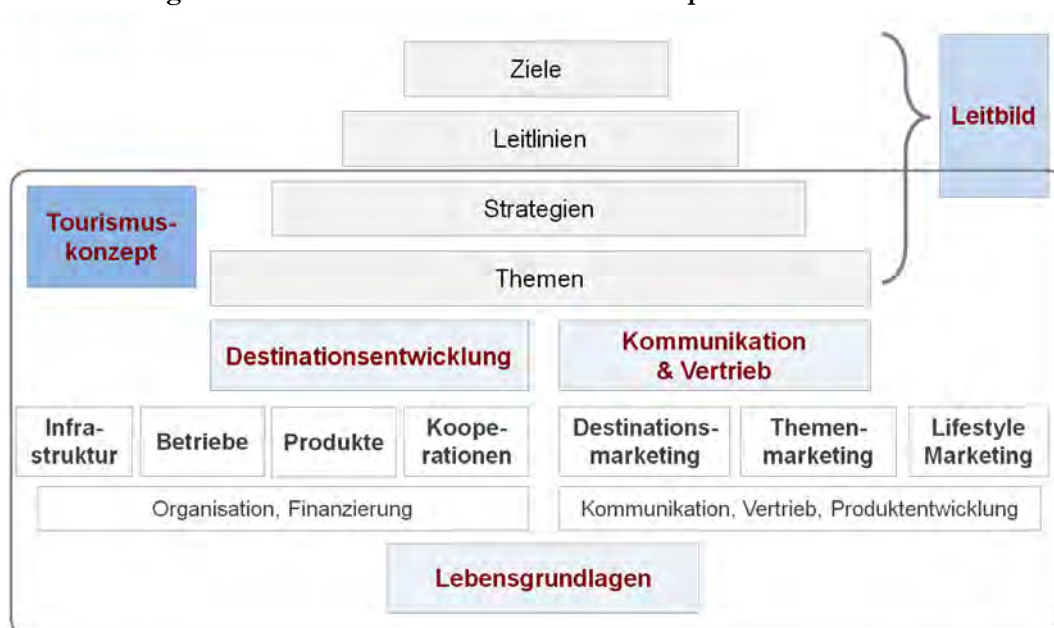 Ziele
Leitlinien
Leitbild
Strategien
Tourismus-
konzept
Themen
Destinationsentwicklung
Kommunikation
& Vertrieb
Infra-
struktur
Betriebe
Produkte
Koope-
rationen
Destinations-
marketing
Themen-
marketing
Lifestyle
Marketing
Organisation, Finanzierung
Kommunikation, Vertrieb, Produktentwicklung
Lebensgrundlagen